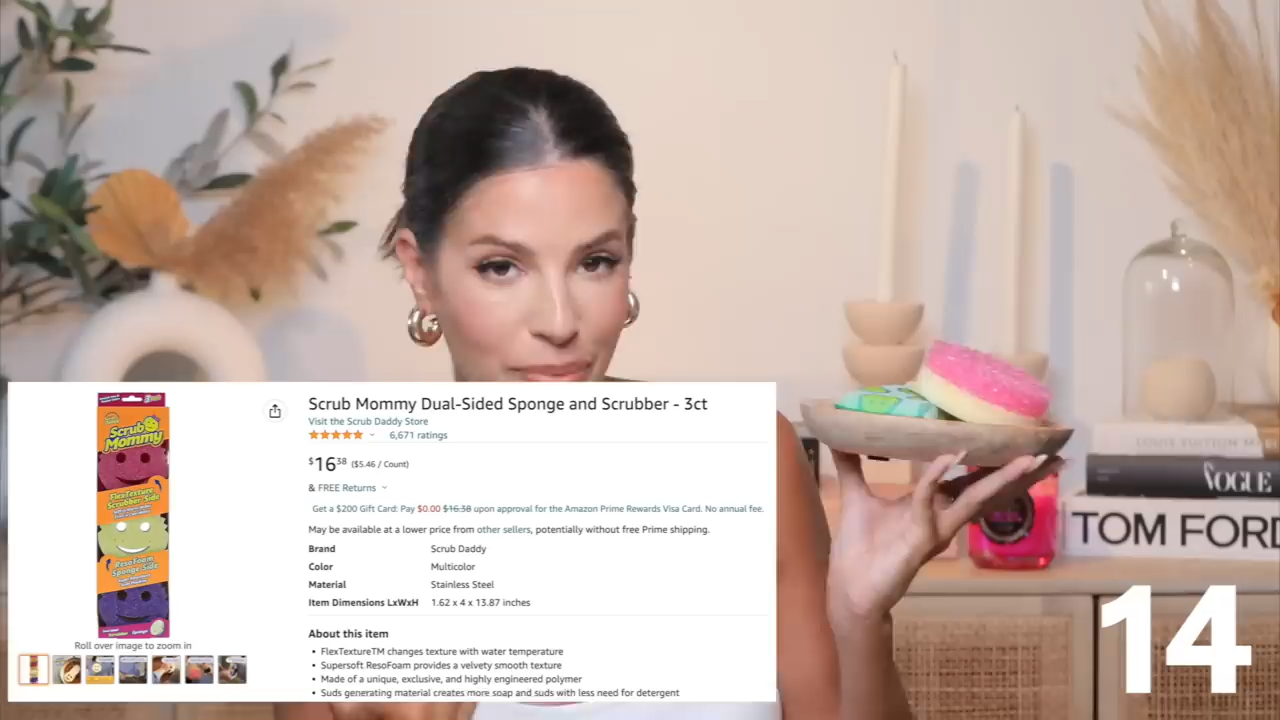 Scrub Mommy Dual-Sided Sponge and Scrubber - 3ct
Visit the Scrub Daddy Store
6,671 ratings
$16 38 ($5.46 / Count)
& FREE Returns
Get a $200 Gift Card: Pay $0.00 $16.38 upon approval for the Amazon Prime Rewards Visa Card. No annual fee.
May be available at a lower price from other sellers, potentially without free Prime shipping.
Brand Scrub Daddy
Color Multicolor
Material Stainless Steel
Item Dimensions LxWxH 1.62 x 4 x 13.87 inches
About this item
• FlexTexture™ changes texture with water temperature
• Supersoft ResoFoam provides a velvety smooth texture
• Made of a unique, exclusive, and highly engineered polymer
• Suds generating material creates more soap and suds with less need for detergent
Scrub
Mommy
FlexTexture
Scrubber Side
ResoFoam
Sponge Side
Roll over image to zoom in
LOUIS VUITTON
VOGUE
TOM FORD
14